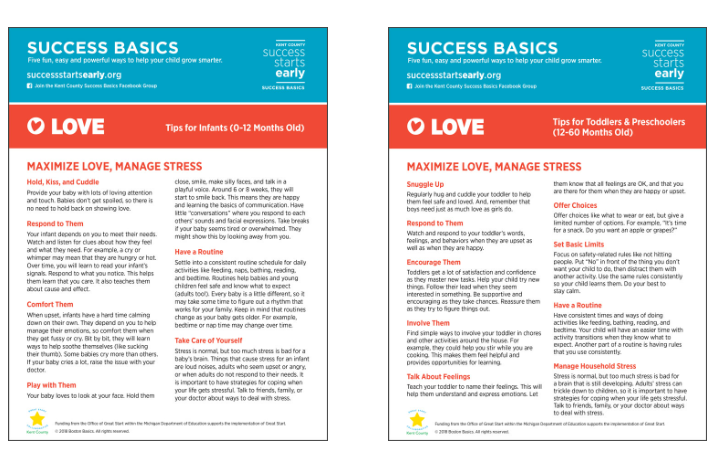 SUCCESS BASICS
Five fun, easy and powerful ways to help your child grow smarter.
successstartsearly.org
Join the Kent County Success Basics Facebook Group
KENT COUNTY
success
starts
early
SUCCESS BASICS
LOVE
Tips for Infants (0-12 Months Old)
MAXIMIZE LOVE, MANAGE STRESS
Hold, Kiss, and Cuddle
Provide your baby with lots of loving attention
and touch. Babies don't get spoiled, so there is
no need to hold back on showing love.
Respond to Them
Your infant depends on you to meet their needs.
Watch and listen for clues about how they feel
and what they need. For example, a cry or
whimper may mean that they are hungry or hot.
Over time, you will learn to read your infant's
signals. Respond to what you notice. This helps
them learn that you care. It also teaches them
about cause and effect.
Comfort Them
When upset, infants have a hard time calming
down on their own. They depend on you to help
manage their emotions, so comfort them when
they get fussy or cry. Bit by bit, they will learn
ways to help soothe themselves (like sucking
their thumb). Some babies cry more than others.
If your baby cries a lot, raise the issue with your
doctor.
Play with Them
Your baby loves to look at your face. Hold them
close, smile, make silly faces, and talk in a
playful voice. Around 6 or 8 weeks, they will
start to smile back. This means they are happy
and learning the basics of communication. Have
little "conversations" where you respond to each
others' sounds and facial expressions. Take breaks
if your baby seems tired or overwhelmed. They
might show this by looking away from you.
Have a Routine
Settle into a consistent routine schedule for daily
activities like feeding, naps, bathing, reading,
and bedtime. Routines help babies and young
children feel safe and know what to expect
(adults too!). Every baby is a little different, so it
may take some time to figure out a rhythm that
works for your family. Keep in mind that routines
change as your baby gets older. For example,
bedtime or nap time may change over time.
Take Care of Yourself
Stress is normal, but too much stress is bad for a
baby's brain. Things that cause stress for an infant
are loud noises, adults who seem upset or angry,
or when adults do not respond to their needs. It
is important to have strategies for coping when
your life gets stressful. Talk to friends, family, or
your doctor about ways to deal with stress.
Kent County
Funding from the Office of Great Start within the Michigan Department of Education supports the implementation of Great Start.
© 2018 Boston Basics. All rights reserved.
SUCCESS BASICS
Five fun, easy and powerful ways to help your child grow smarter.
successstartsearly.org
Join the Kent County Success Basics Facebook Group
KENT COUNTY
success
starts
early
SUCCESS BASICS
LOVE
Tips for Toddlers & Preschoolers
(12-60 Months Old)
MAXIMIZE LOVE, MANAGE STRESS
Snuggle Up
Regularly hug and cuddle your toddler to help
them feel safe and loved. And, remember that
boys need just as much love as girls do.
Respond to Them
Watch and respond to your toddler's words,
feelings, and behaviors when they are upset as
well as when they are happy.
Encourage Them
Toddlers get a lot of satisfaction and confidence
as they master new tasks. Help your child try new
things. Follow their lead when they seem
interested in something. Be supportive and
encouraging as they take chances. Reassure them
as they try to figure things out.
Involve Them
Find simple ways to involve your toddler in chores
and other activities around the house. For
example, they could help you stir while you are
cooking. This makes them feel helpful and
provides opportunities for learning.
Talk About Feelings
Teach your toddler to name their feelings. This will
help them understand and express emotions. Let
them know that all feelings are OK, and that you
are there for them when they are happy or upset.
Offer Choices
Offer choices like what to wear or eat, but give a
limited number of options. For example, "It's time
for a snack. Do you want an apple or grapes?"
Set Basic Limits
Focus on safety-related rules like not hitting
people. Put "No" in front of the thing you don't
want your child to do, then distract them with
another activity. Use the same rules consistently
so your child learns them. Do your best to
stay calm.
Have a Routine
Have consistent times and ways of doing
activities like feeding, bathing, reading, and
bedtime. Your child will have an easier time with
activity transitions when they know what to
expect. Another part of a routine is having rules
that you use consistently.
Manage Household Stress
Stress is normal, but too much stress is bad for
a brain that is still developing. Adults' stress can
trickle down to children, so it is important to have
strategies for coping when your life gets stressful.
Talk to friends, family, or your doctor about ways
to deal with stress.
Kent County
Funding from the Office of Great Start within the Michigan Department of Education supports the implementation of Great Start.
© 2018 Boston Basics. All rights reserved.